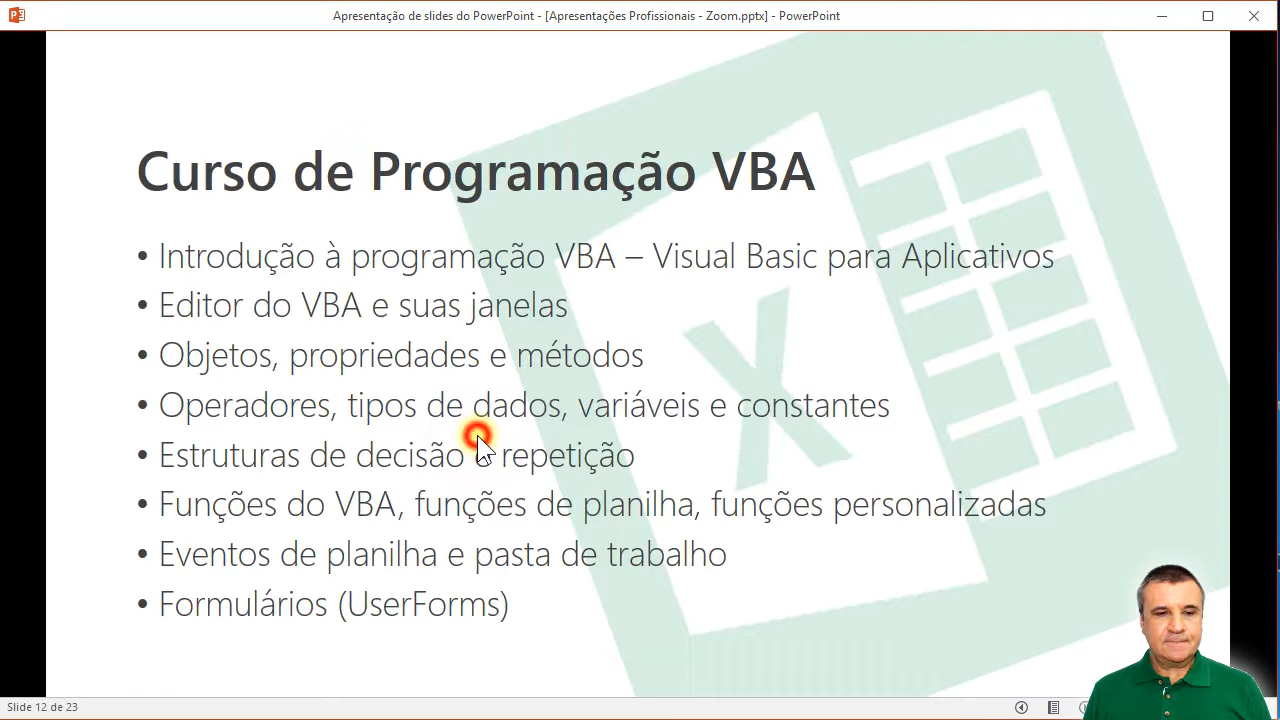 Apresentação de slides do PowerPoint - [Apresentações Profissionais - Zoom.pptx] - PowerPoint
Curso de Programação VBA
• Introdução à programação VBA – Visual Basic para Aplicativos
• Editor do VBA e suas janelas
• Objetos, propriedades e métodos
• Operadores, tipos de dados, variáveis e constantes
• Estruturas de decisão e repetição
• Funções do VBA, funções de planilha, funções personalizadas
• Eventos de planilha e pasta de trabalho
• Formulários (UserForms)
Slide 12 de 23